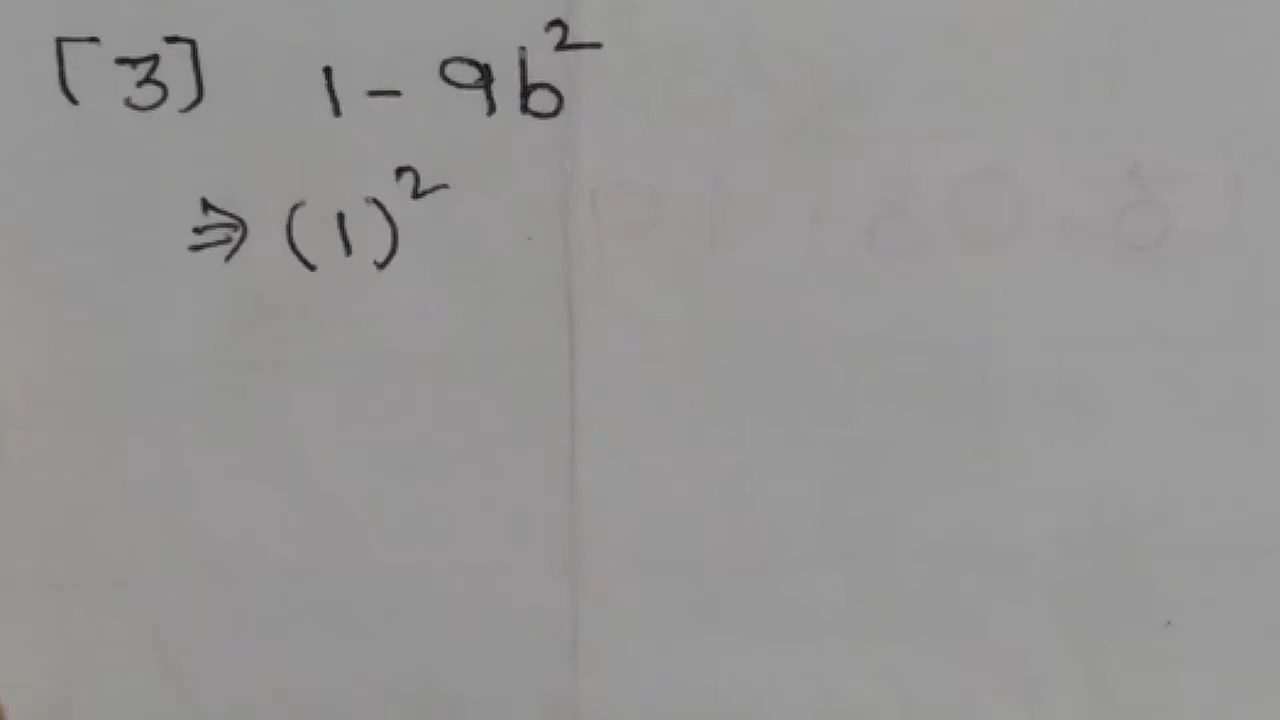 [3] 1 - 9b²
⇒ (1)²